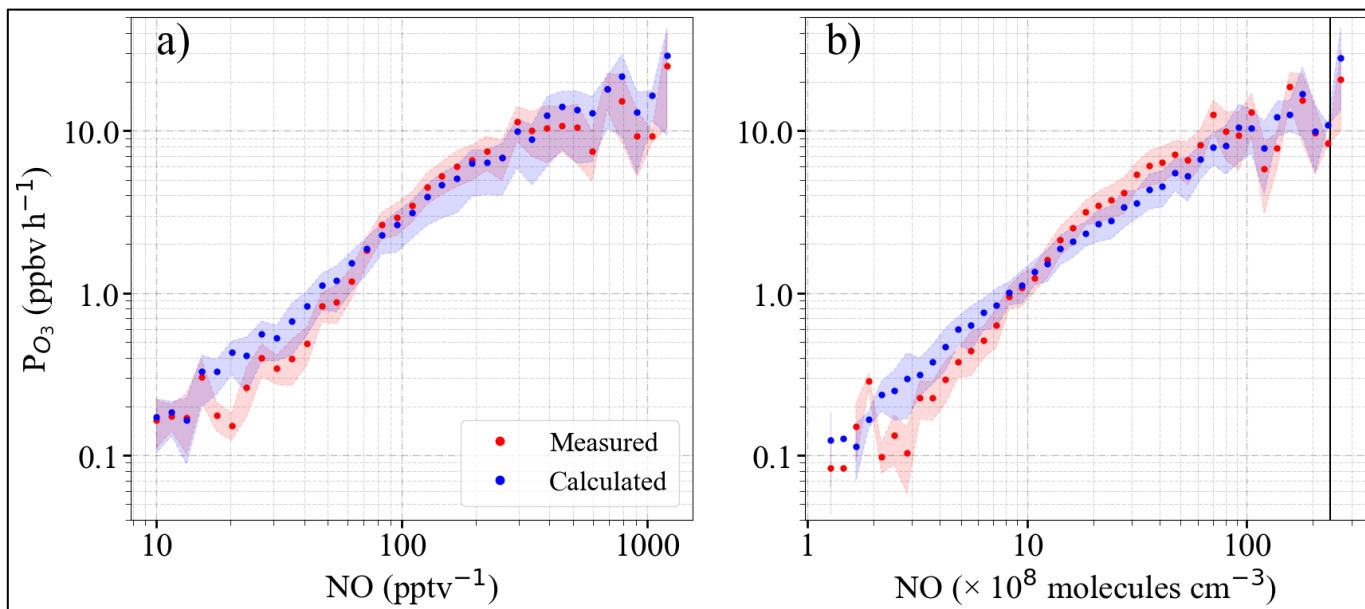 a)
b)
10.0
1.0
0.1
P_{O_3} (ppbv h^{-1})
Measured
Calculated
10
100
1000
NO (pptv^{-1})
10.0
1.0
0.1
1
10
100
NO (× 10^8 molecules cm^{-3})